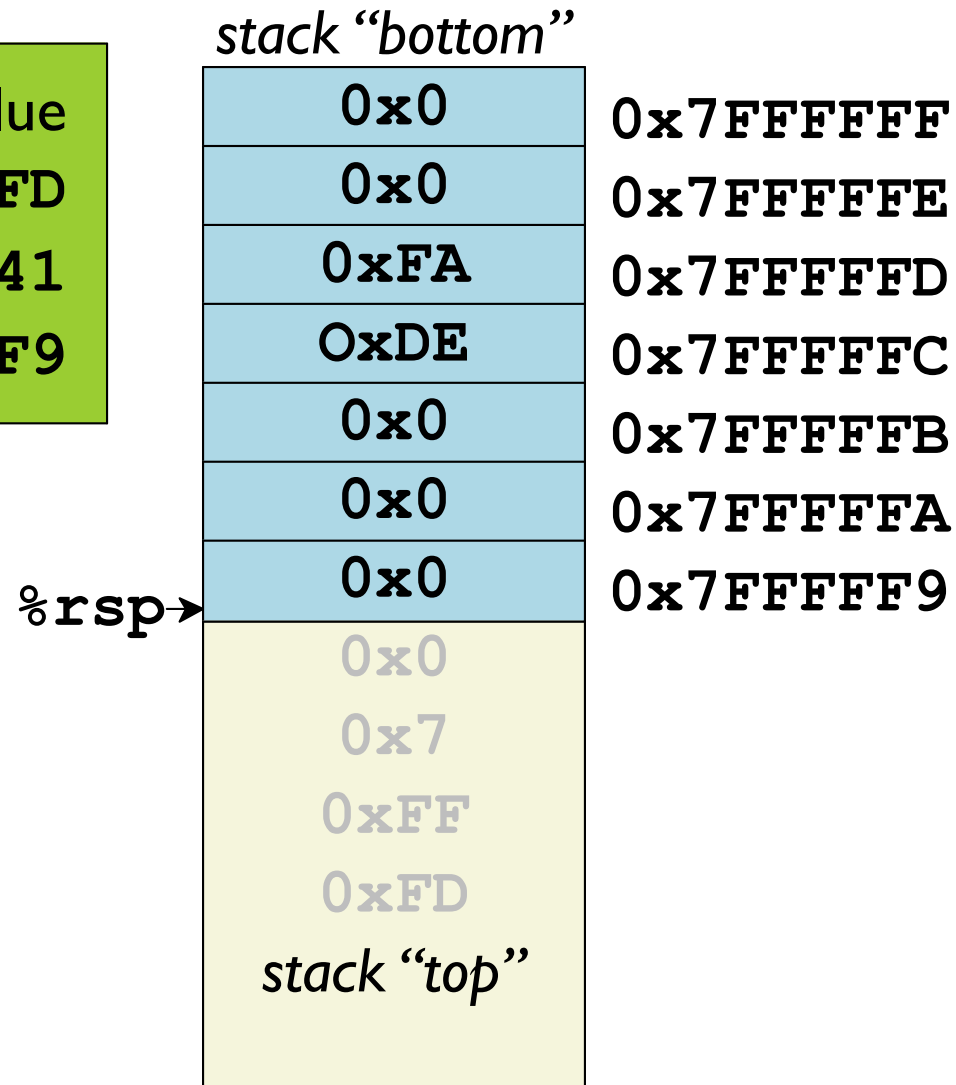 stack “bottom”
lue
FD
41
F9
0x0 0x7FFFFFF
0x0 0x7FFFFFE
0xFA 0x7FFFFFD
OxDE 0x7FFFFFC
0x0 0x7FFFFFB
0x0 0x7FFFFFA
0x0 0x7FFFFF9
%rsp
0x0
0x7
0xFF
0xFD
stack “top”